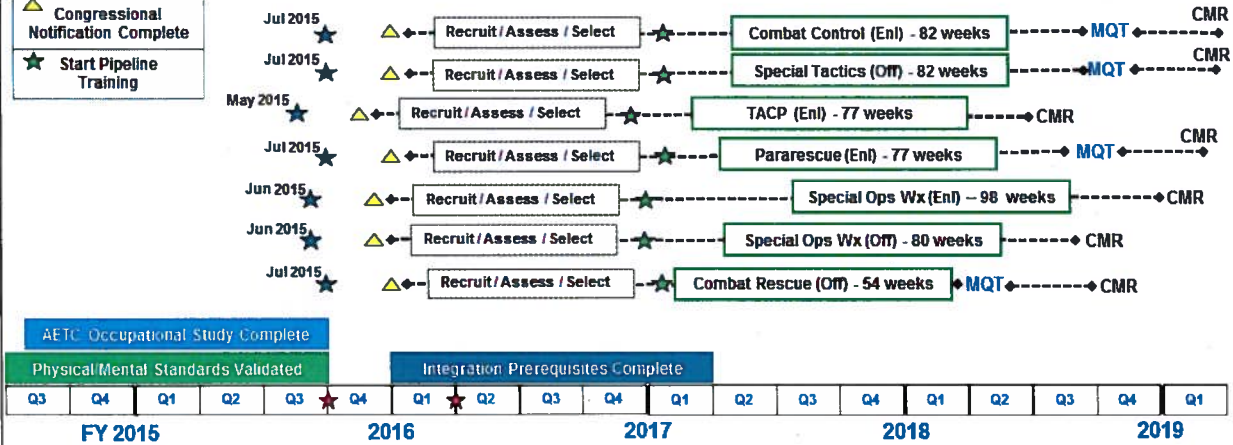 Congressional
Notification Complete
Start Pipeline
Training
Jul 2015
Recruit/Assess/Select
Combat Control (Enl) - 82 weeks
MQT
CMR
Jul 2015
Recruit/Assess/Select
Special Tactics (Off) - 82 weeks
MQT
CMR
May 2015
Recruit/Assess/Select
TACP (Enl) - 77 weeks
CMR
Jul 2015
Recruit/Assess/Select
Pararescue (Enl) - 77 weeks
MQT
CMR
Jun 2015
Recruit/Assess/Select
Special Ops Wx (Enl) – 98 weeks
CMR
Jun 2015
Recruit/Assess/Select
Special Ops Wx (Off) - 80 weeks
CMR
Jul 2015
Recruit/Assess/Select
Combat Rescue (Off) - 54 weeks
MQT
CMR
AETC Occupational Study Complete
Physical/Mental Standards Validated
Integration Prerequisites Complete
Q3 Q4 Q1 Q2 Q3 Q4 Q1 Q2 Q3 Q4 Q1 Q2 Q3 Q4 Q1 Q2 Q3 Q4 Q1
FY 2015 2016 2017 2018 2019